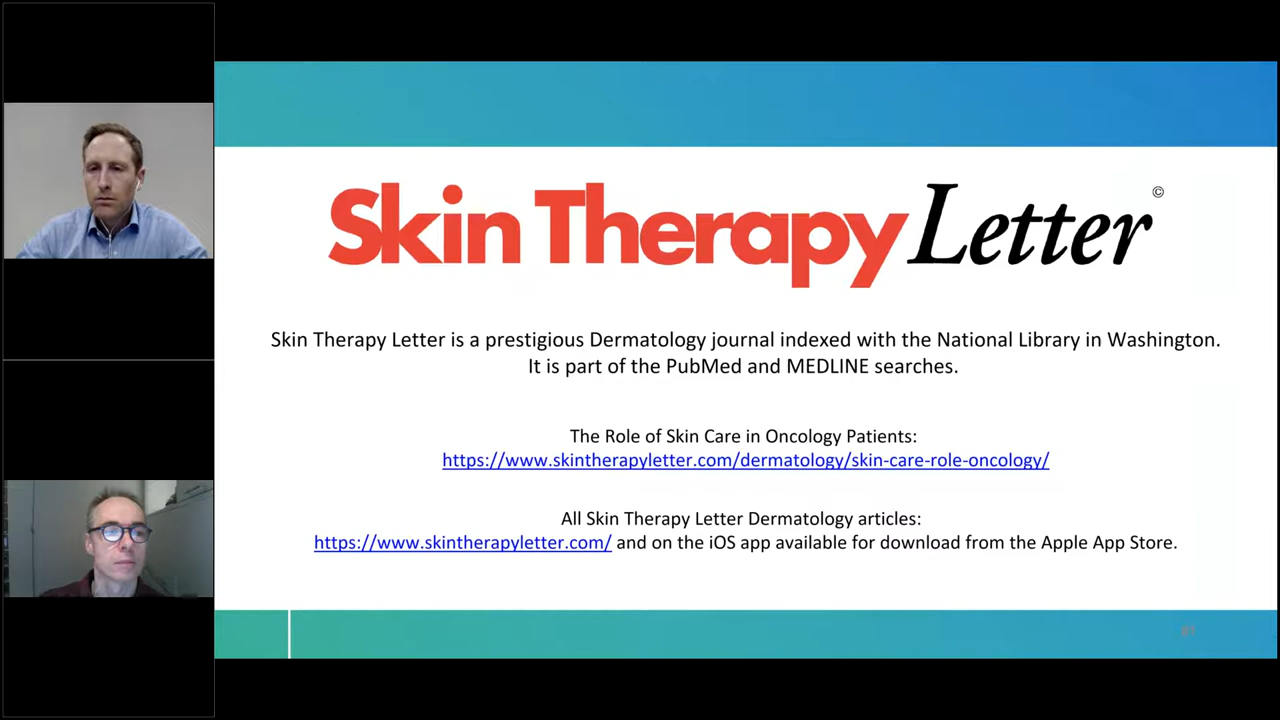 Skin Therapy Letter ©
Skin Therapy Letter is a prestigious Dermatology journal indexed with the National Library in Washington.
It is part of the PubMed and MEDLINE searches.
The Role of Skin Care in Oncology Patients:
https://www.skintherapyletter.com/dermatology/skin-care-role-oncology/
All Skin Therapy Letter Dermatology articles:
https://www.skintherapyletter.com/ and on the iOS app available for download from the Apple App Store.